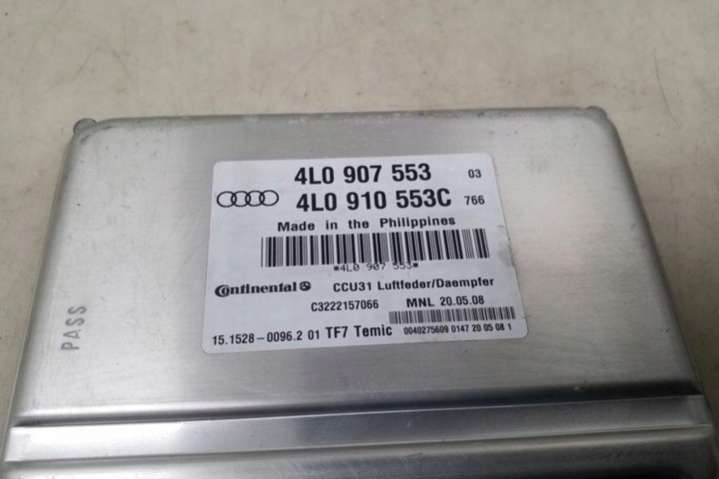 4L0 907 553 03
4L0 910 553C 766
Made in the Philippines
*4L0 907 553*
Continental CCU31 Luftfeder/Daempfer
C3222157066 MNL 20.05.08
15.1528-0096.2 01 TF7 Temic 0040275609 0147 20 05 08 1
PASS